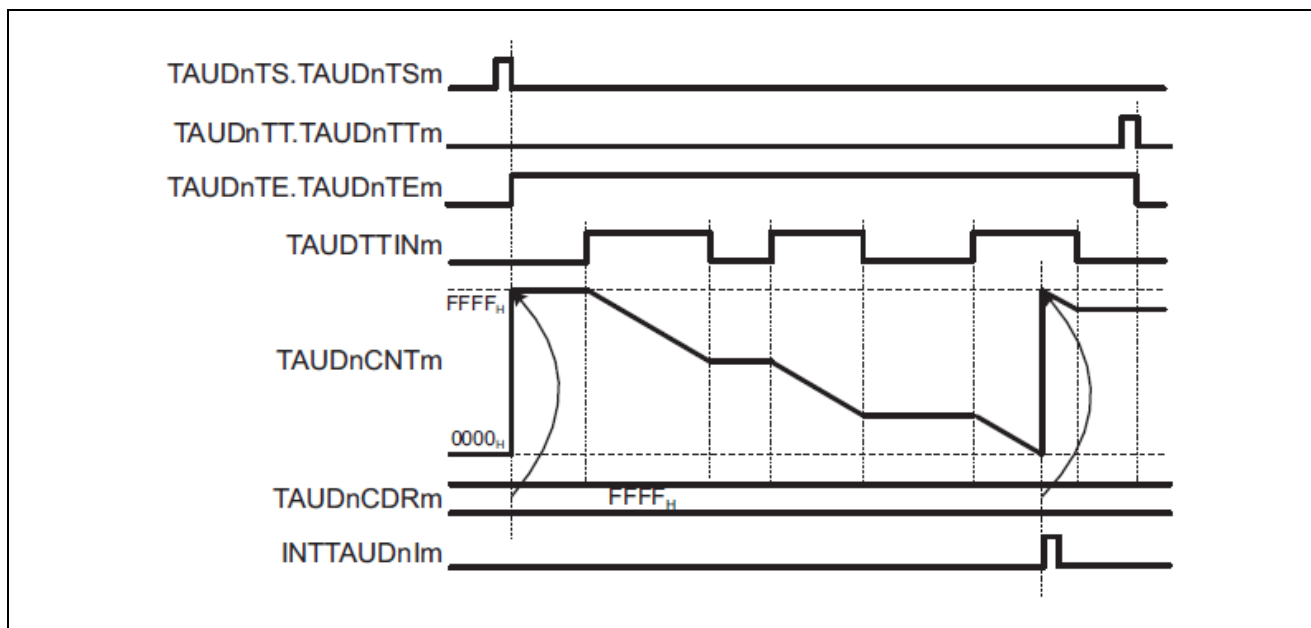 TAUDnTS.TAUDnTSm
TAUDnTT.TAUDnTTm
TAUDnTE.TAUDnTEm
TAUDTTINm
FFFFH
TAUDnCNTm
0000H
TAUDnCDRm FFFFH
INTTAUDnIm